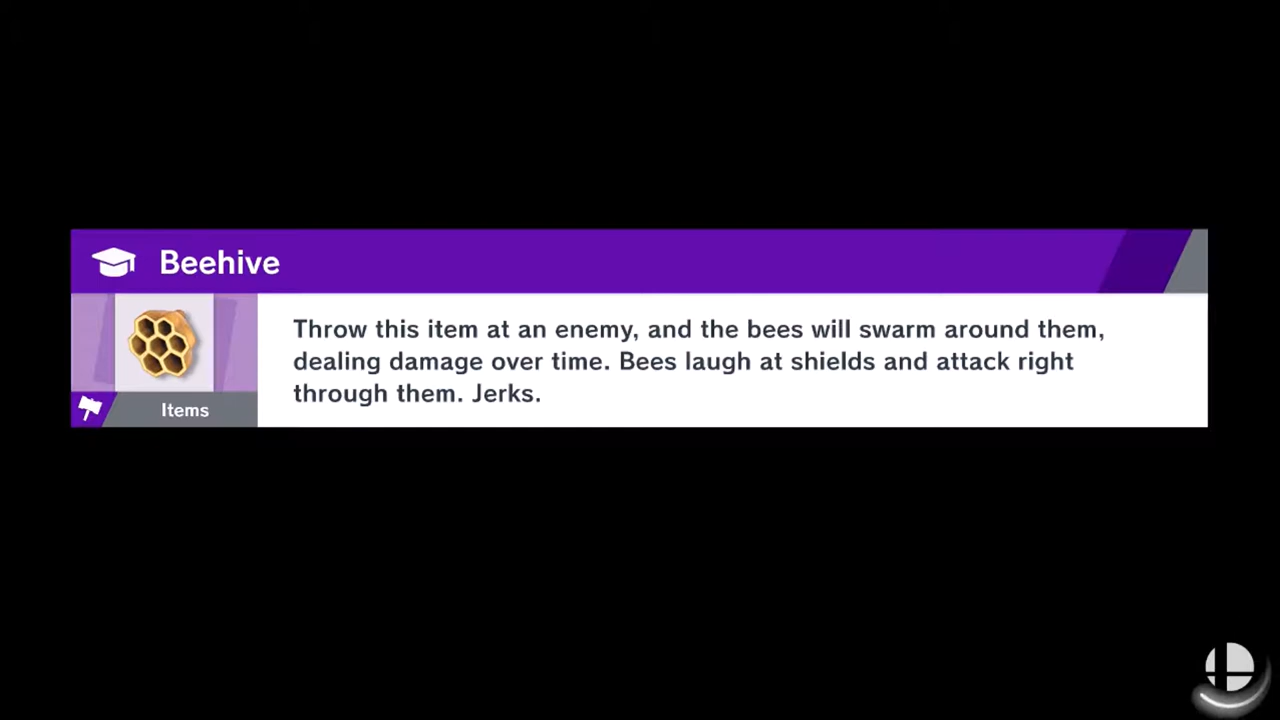 Beehive
Throw this item at an enemy, and the bees will swarm around them,
dealing damage over time. Bees laugh at shields and attack right
through them. Jerks.
Items